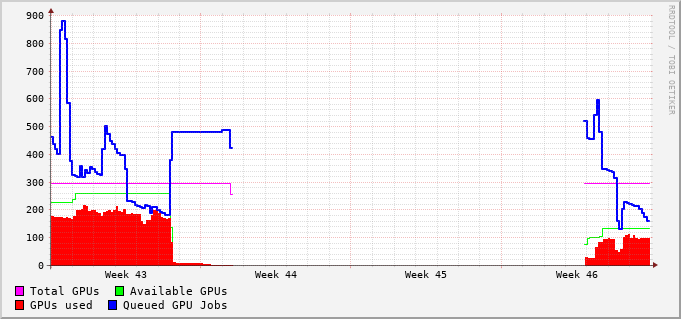 900
800
700
600
500
400
300
200
100
0
Week 43 Week 44 Week 45 Week 46
Total GPUs Available GPUs
GPUs used Queued GPU Jobs
RRDTOOL / TOBI OETIKER